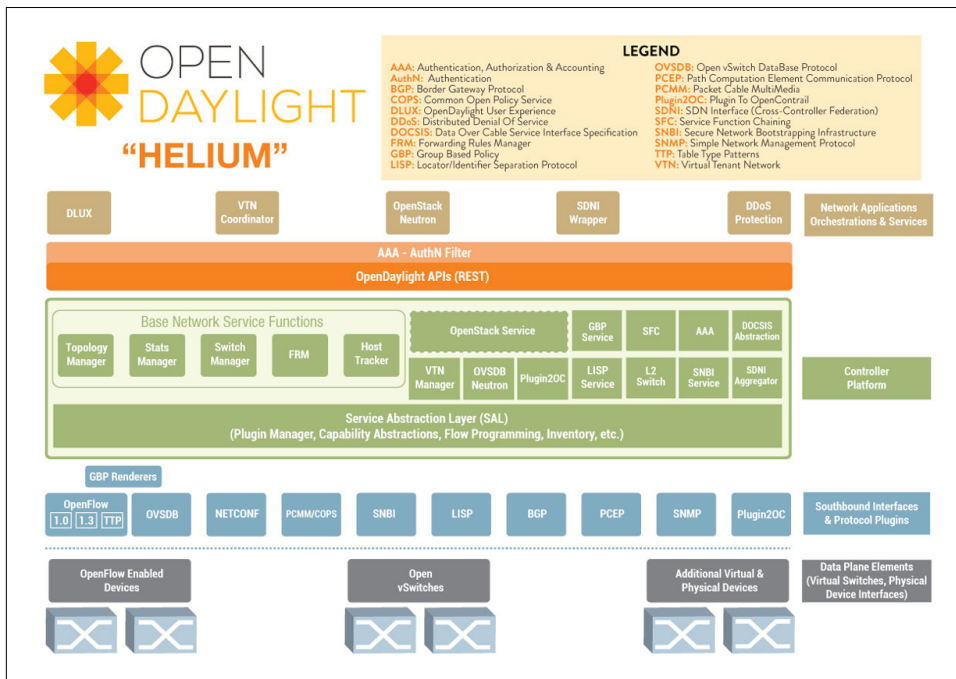 OPEN
DAYLIGHT
"HELIUM"
LEGEND
AAA: Authentication, Authorization & Accounting
AuthN: Authentication
BGP: Border Gateway Protocol
COPS: Common Open Policy Service
DLUX: OpenDaylight User Experience
DDoS: Distributed Denial Of Service
DOCSIS: Data Over Cable Service Interface Specification
FRM: Forwarding Rules Manager
GBP: Group Based Policy
LISP: Locator/Identifier Separation Protocol
OVSDB: Open vSwitch DataBase Protocol
PCEP: Path Computation Element Communication Protocol
PCMM: Packet Cable MultiMedia
Plugin2OC: Plugin To OpenContrail
SDNI: SDN Interface (Cross-Controller Federation)
SFC: Service Function Chaining
SNBI: Secure Network Bootstrapping Infrastructure
SNMP: Simple Network Management Protocol
TTP: Table Type Patterns
VTN: Virtual Tenant Network
DLUX
VTN
Coordinator
OpenStack
Neutron
SDNI
Wrapper
DDoS
Protection
Network Applications
Orchestrations & Services
AAA - AuthN Filter
OpenDaylight APIs (REST)
Base Network Service Functions
Topology
Manager
Stats
Manager
Switch
Manager
FRM
Host
Tracker
OpenStack Service
GBP
Service
SFC
AAA
DOCSIS
Abstraction
VTN
Manager
OVSDB
Neutron
Plugin2OC
LISP
Service
L2
Switch
SNBI
Service
SDNI
Aggregator
Controller
Platform
Service Abstraction Layer (SAL)
(Plugin Manager, Capability Abstractions, Flow Programming, Inventory, etc.)
GBP Renderers
OpenFlow
1.0 1.3 TTP
OVSDB
NETCONF
PCMM/COPS
SNBI
LISP
BGP
PCEP
SNMP
Plugin2OC
Southbound Interfaces
& Protocol Plugins
OpenFlow Enabled
Devices
Open
vSwitches
Additional Virtual &
Physical Devices
Data Plane Elements
(Virtual Switches, Physical
Device Interfaces)